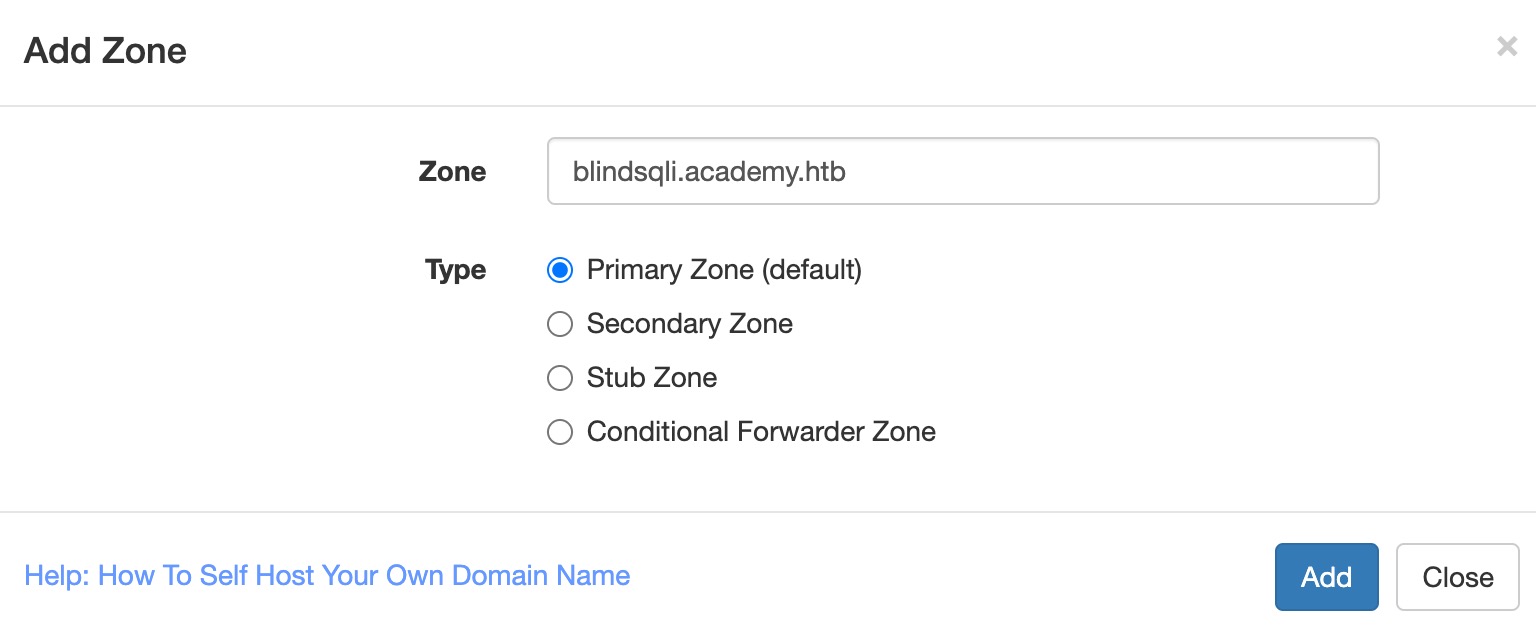 Add Zone
×
Zone
blindsqli.academy.htb
Type
Primary Zone (default)
Secondary Zone
Stub Zone
Conditional Forwarder Zone
Help: How To Self Host Your Own Domain Name
Add
Close